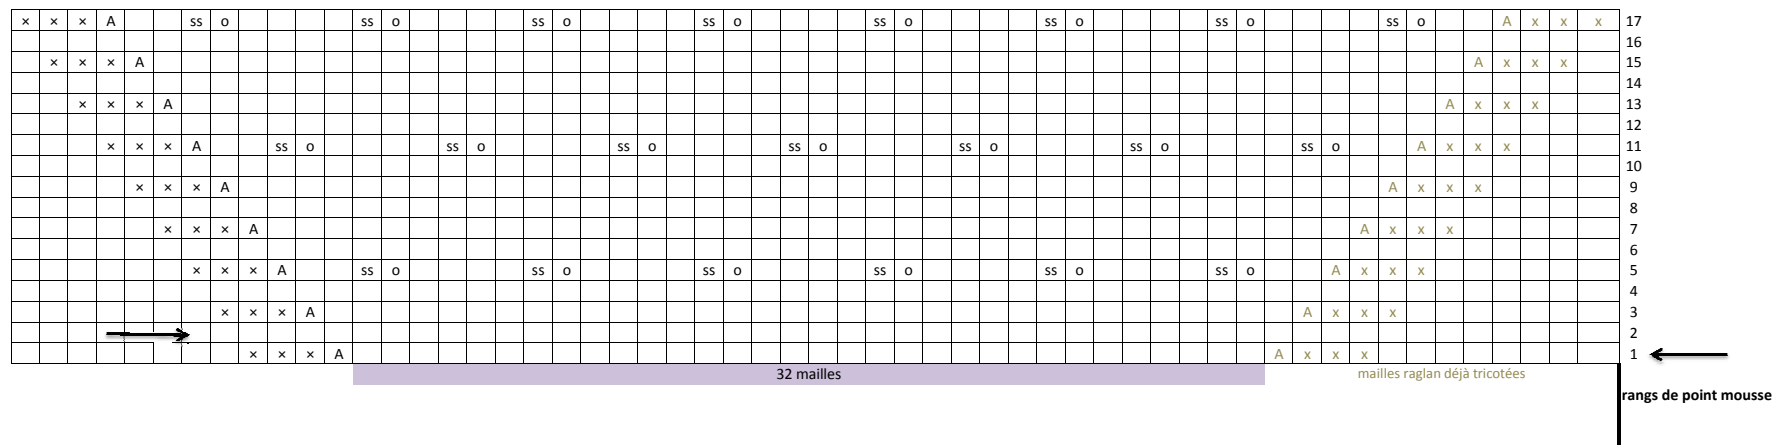 × × × A ss o ss o ss o ss o ss o ss o ss o ss o A x x x 17
16
× × × A A x x x 15
14
× × × A A x x x 13
12
× × × A ss o ss o ss o ss o ss o ss o ss o A x x x 11
10
× × × A A x x x 9
8
× × × A A x x x 7
6
× × × A ss o ss o ss o ss o ss o ss o A x x x 5
4
× × × A A x x x 3
2
× × × A A x x x 1
32 mailles mailles raglan déjà tricotées
rangs de point mousse